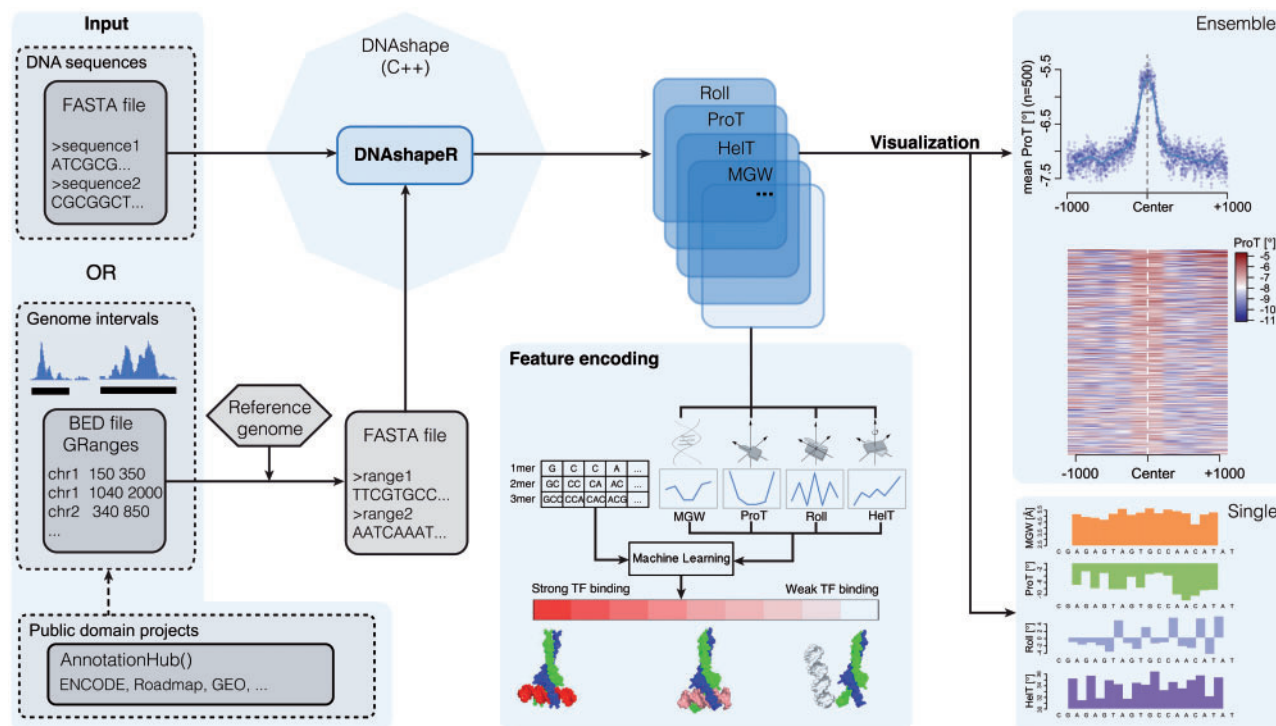 Input
DNA sequences
FASTA file
>sequence1
ATCGCG...
>sequence2
CGCGGCT...
OR
Genome intervals
BED file
GRanges
chr1 150 350
chr1 1040 2000
chr2 340 850
...
Public domain projects
AnnotationHub()
ENCODE, Roadmap, GEO, ...
Reference
genome
FASTA file
>range1
TTCGTGCC...
>range2
AATCAAAT...
DNAshape
(C++)
DNAshapeR
Roll
ProT
HelT
MGW
...
Visualization
Feature encoding
1mer G C C A ...
2mer GC CC CA AC ...
3mer GCC CCA CAC ACG ...
MGW ProT Roll HelT
Machine Learning
Strong TF binding
Weak TF binding
Ensemble
mean ProT [°] (n=500)
-5.5
-6.5
-7.5
-1000 Center +1000
ProT [°]
-5
-6
-7
-8
-9
-10
-11
-1000 Center +1000
Single
MGW [Å]
C G A G A G T A G T G C C A A C A T A T
ProT [°]
C G A G A G T A G T G C C A A C A T A T
Roll [°]
C G A G A G T A G T G C C A A C A T A T
HelT [°]
C G A G A G T A G T G C C A A C A T A T